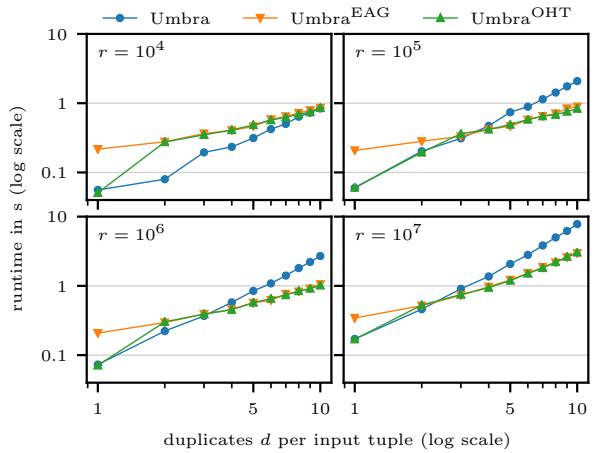 Umbra Umbra^EAG Umbra^OHT
runtime in s (log scale)
10
1
0.1
r = 10^4
r = 10^5
10
1
0.1
r = 10^6
r = 10^7
1 5 10 1 5 10
duplicates d per input tuple (log scale)